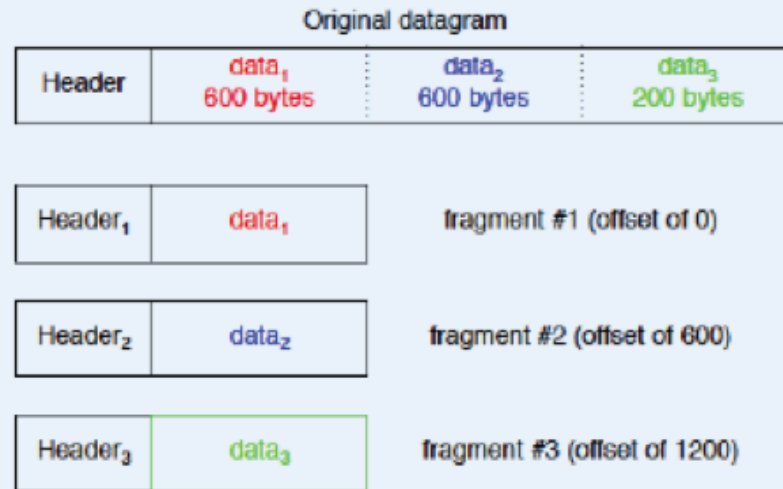 Original datagram
Header data₁ data₂ data₃
600 bytes 600 bytes 200 bytes
Header₁ data₁ fragment #1 (offset of 0)
Header₂ data₂ fragment #2 (offset of 600)
Header₃ data₃ fragment #3 (offset of 1200)